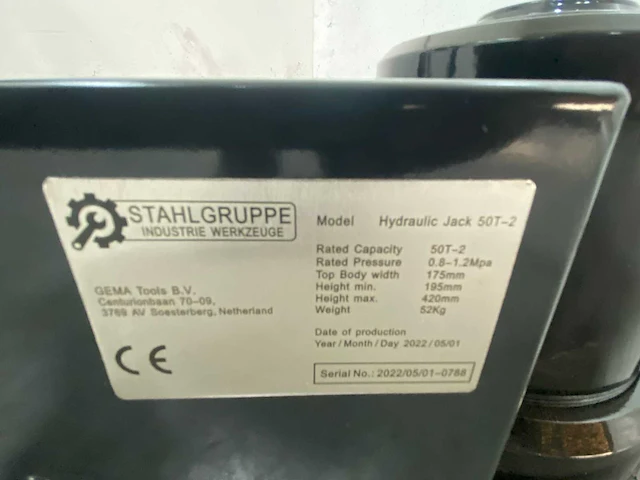 STAHLGRUPPE
INDUSTRIE WERKZEUGE
GEMA Tools B.V.
Centurionbaan 70-09,
3769 AV Soesterberg, Netherland
CE
Model Hydraulic Jack 50T-2
Rated Capacity 50T-2
Rated Pressure 0.8-1.2Mpa
Top Body width 175mm
Height min. 195mm
Height max. 420mm
Weight 52Kg
Date of production
Year / Month / Day 2022 / 05 / 01
Serial No.: 2022/05/01-0788